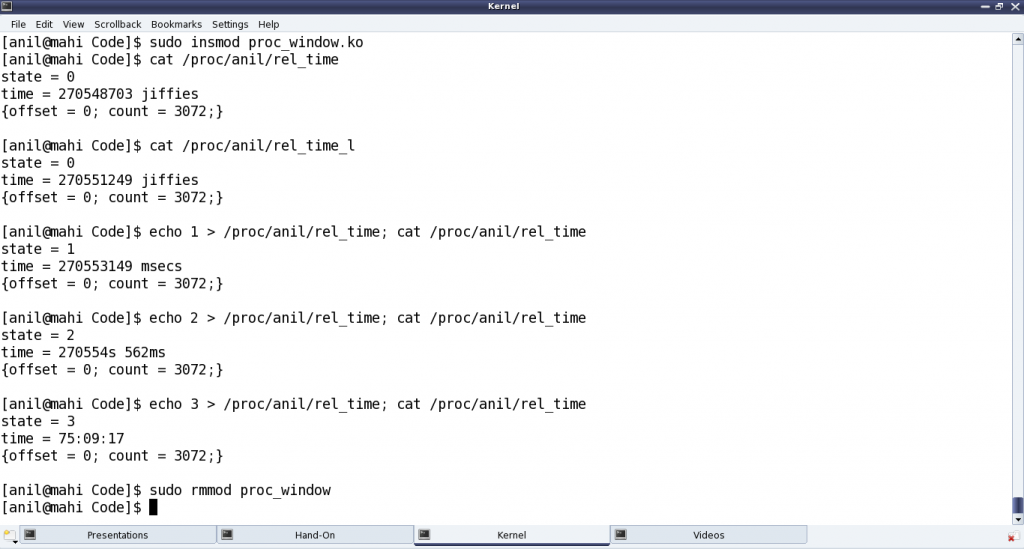 Kernel
File Edit View Scrollback Bookmarks Settings Help
[anil@mahi Code]$ sudo insmod proc_window.ko
[anil@mahi Code]$ cat /proc/anil/rel_time
state = 0
time = 270548703 jiffies
{offset = 0; count = 3072;}
[anil@mahi Code]$ cat /proc/anil/rel_time_l
state = 0
time = 270551249 jiffies
{offset = 0; count = 3072;}
[anil@mahi Code]$ echo 1 > /proc/anil/rel_time; cat /proc/anil/rel_time
state = 1
time = 270553149 msecs
{offset = 0; count = 3072;}
[anil@mahi Code]$ echo 2 > /proc/anil/rel_time; cat /proc/anil/rel_time
state = 2
time = 270554s 562ms
{offset = 0; count = 3072;}
[anil@mahi Code]$ echo 3 > /proc/anil/rel_time; cat /proc/anil/rel_time
state = 3
time = 75:09:17
{offset = 0; count = 3072;}
[anil@mahi Code]$ sudo rmmod proc_window
[anil@mahi Code]$
Presentations Hand-On Kernel Videos